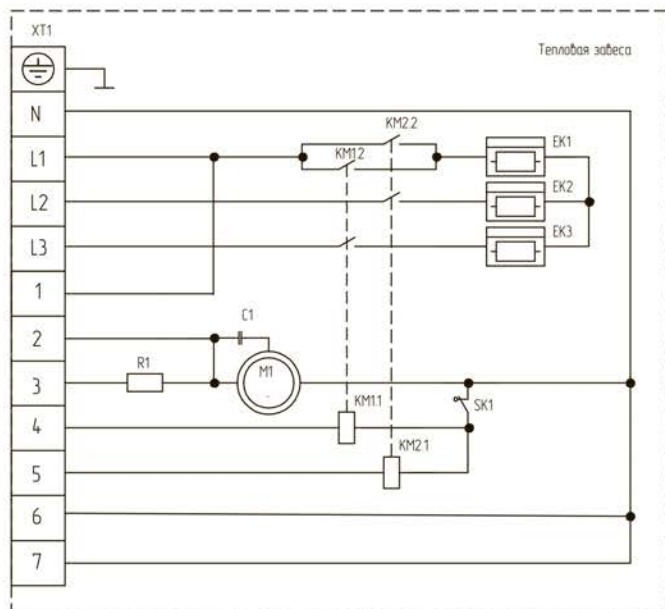 XT1
Тепловая завеса
N
KM2.2
L1
KM1.2
EK1
L2
EK2
L3
EK3
1
2
C1
3
R1
M1
SK1
4
KM1.1
5
KM2.1
6
7